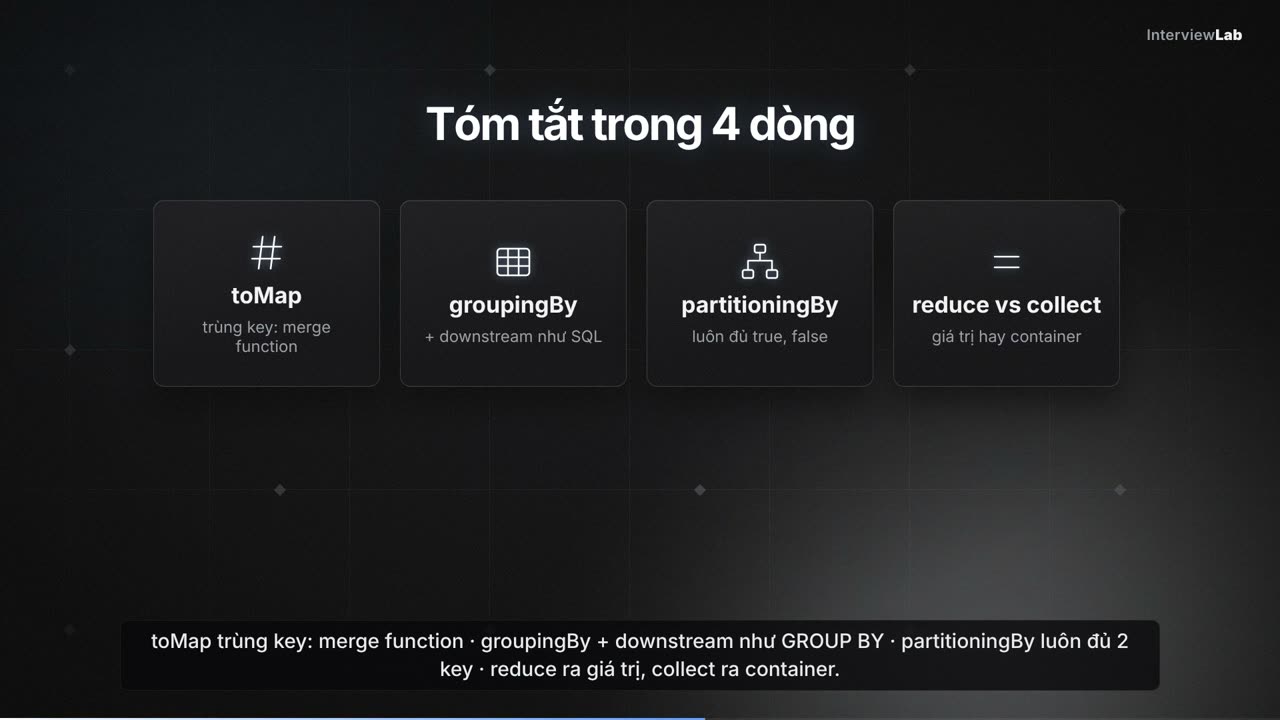 InterviewLab
Tóm tắt trong 4 dòng
toMap
trùng key: merge
function
groupingBy
+ downstream như SQL
partitioningBy
luôn đủ true, false
reduce vs collect
giá trị hay container
toMap trùng key: merge function · groupingBy + downstream như GROUP BY · partitioningBy luôn đủ 2
key · reduce ra giá trị, collect ra container.